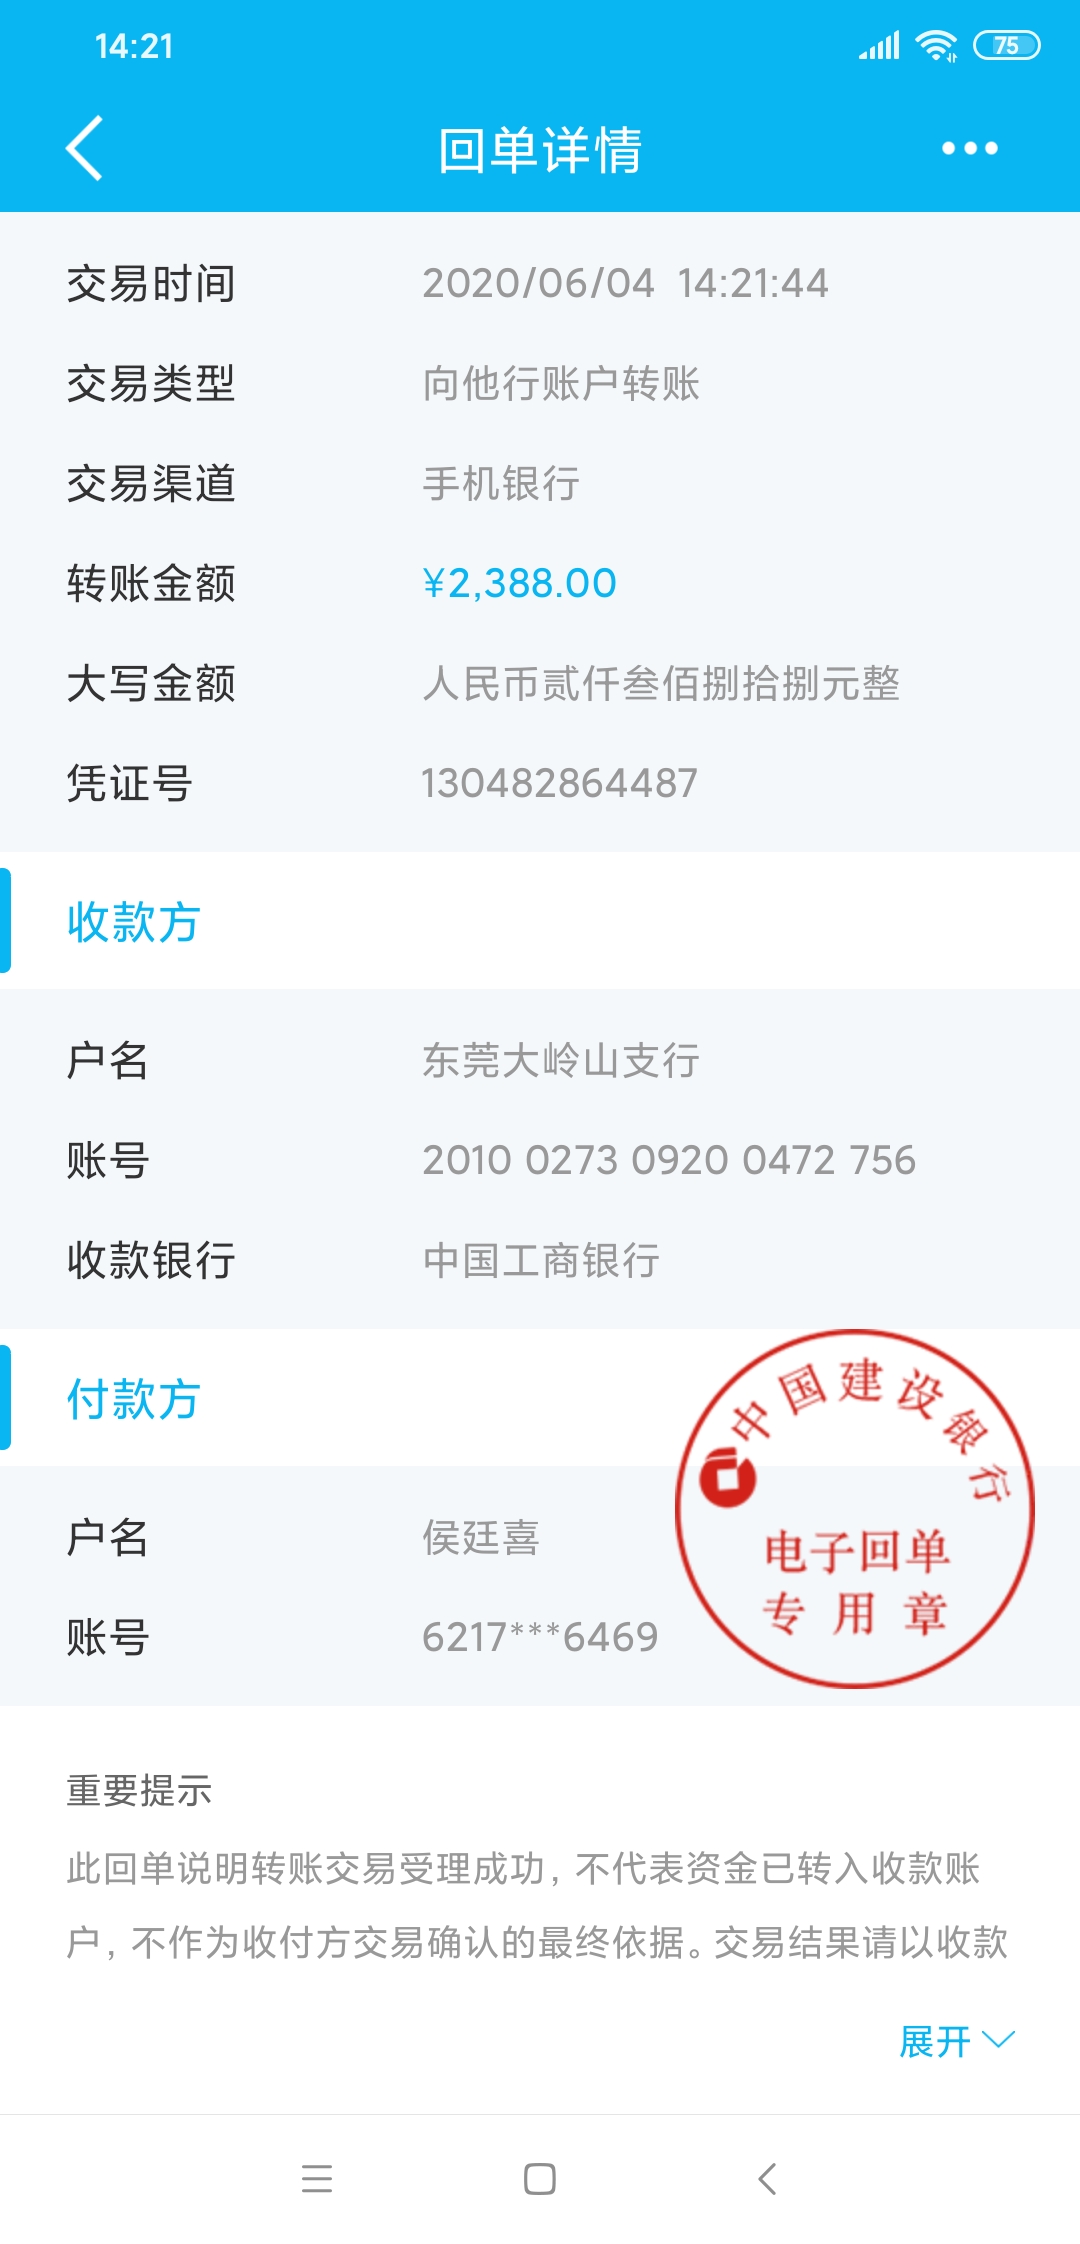 14:21
75
回单详情
交易时间 2020/06/04 14:21:44
交易类型 向他行账户转账
交易渠道 手机银行
转账金额 ¥2,388.00
大写金额 人民币贰仟叁佰捌拾捌元整
凭证号 130482864487
收款方
户名 东莞大岭山支行
账号 2010 0273 0920 0472 756
收款银行 中国工商银行
付款方
中国建设银行
电子回单
专用章
户名 侯廷喜
账号 6217***6469
重要提示
此回单说明转账交易受理成功，不代表资金已转入收款账
户，不作为收付方交易确认的最终依据。交易结果请以收款
展开